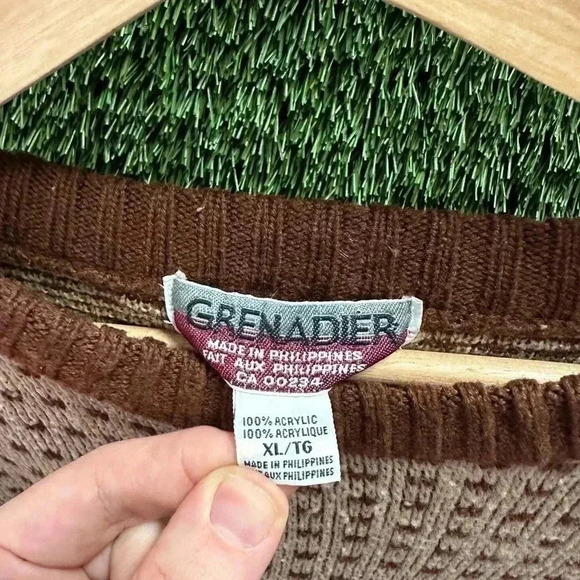 GRENADIER
MADE IN PHILIPPINES
FAIT AUX PHILIPPINES
CA 00234
100% ACRYLIC
100% ACRYLIQUE
XL/TG
MADE IN PHILIPPINES
AUX PHILIPPINES